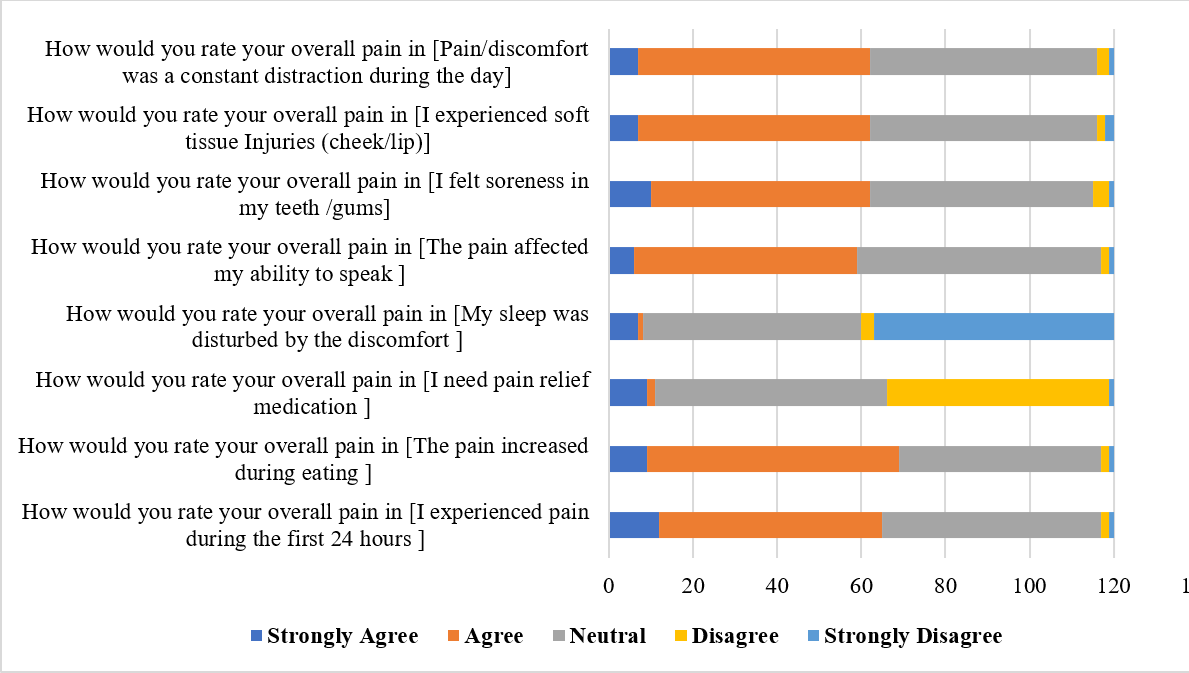 How would you rate your overall pain in [Pain/discomfort
was a constant distraction during the day]
How would you rate your overall pain in [I experienced soft
tissue Injuries (cheek/lip)]
How would you rate your overall pain in [I felt soreness in
my teeth /gums]
How would you rate your overall pain in [The pain affected
my ability to speak ]
How would you rate your overall pain in [My sleep was
disturbed by the discomfort ]
How would you rate your overall pain in [I need pain relief
medication ]
How would you rate your overall pain in [The pain increased
during eating ]
How would you rate your overall pain in [I experienced pain
during the first 24 hours ]
0 20 40 60 80 100 120
Strongly Agree Agree Neutral Disagree Strongly Disagree